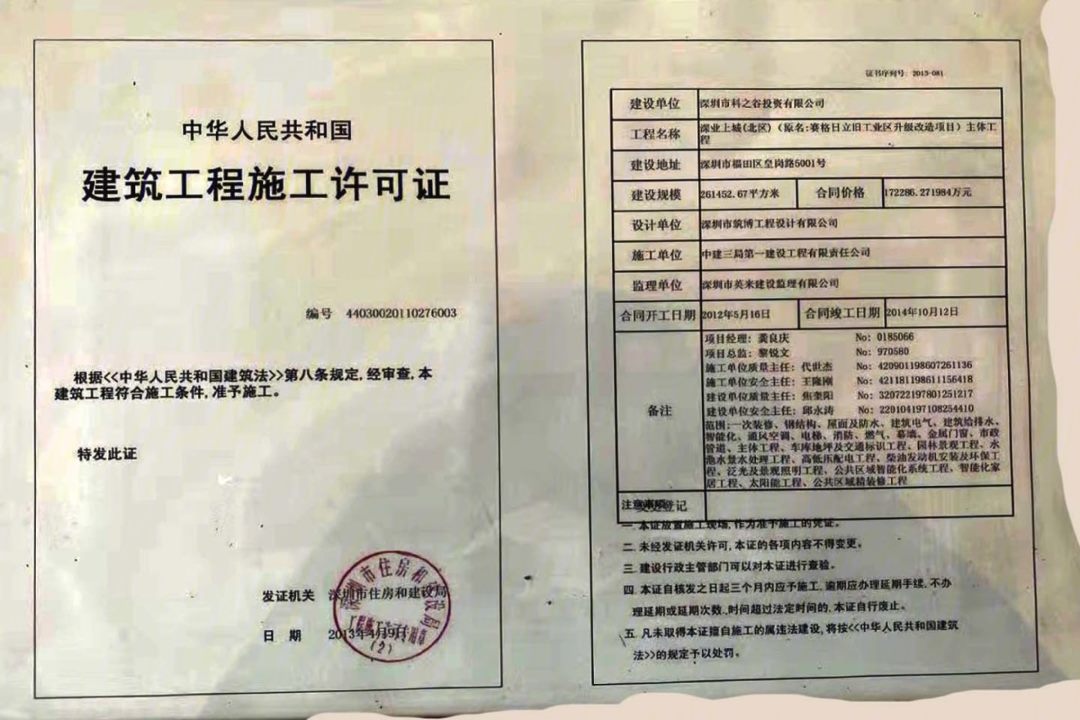 中华人民共和国
建筑工程施工许可证
编号 44030020110276003
根据<<中华人民共和国建筑法>>第八条规定,经审查,本
建筑工程符合施工条件,准予施工。
特发此证
发证机关 深圳市住房和建设局
日 期 2013年4月9日
深圳市住房和建设局
(2)
证书序列号: 2013-081
建设单位 深圳市科之谷投资有限公司
工程名称 深业上城(北区)(原名:赛格日立旧工业区升级改造项目)主体工
程
建设地址 深圳市福田区皇岗路5001号
建设规模 261452.67平方米 合同价格 172286.271984万元
设计单位 深圳市筑博工程设计有限公司
施工单位 中建三局第一建设工程有限责任公司
监理单位 深圳市英来建设监理有限公司
合同开工日期 2012年5月16日 合同竣工日期 2014年10月12日
备注
项目经理: 龚良庆 No: 0185066
项目总监: 黎锐文 No: 970580
施工单位质量主任: 代世杰 No: 420901198607261136
施工单位安全主任: 王隆刚 No: 421181198611156418
建设单位质量主任: 焦奎阳 No: 320722197801251217
建设单位安全主任: 邱永涛 No: 220104197108254410
范围:一次装修、钢结构、屋面及防水、建筑电气、建筑给排水、
智能化、通风空调、电梯、消防、燃气、幕墙、金属门窗、市政
管道、主体工程、车库地坪及交通标识工程、园林景观工程、水
池水景水处理工程、高低压配电工程、柴油发动机安装及环保工
程、泛光及景观照明工程、公共区域智能化系统工程、智能化家
居工程、太阳能工程、公共区域精装修工程
注意事项:
登记
一. 本证放置施工现场,作为准予施工的凭证。
二. 未经发证机关许可,本证的各项内容不得变更。
三. 建设行政主管部门可以对本证进行查验。
四. 本证自核发之日起三个月内应予施工,逾期应办理延期手续,不办
理延期或延期次数、时间超过法定时间的,本证自行废止。
五. 凡未取得本证擅自施工的属违法建设,将按<<中华人民共和国建筑
法>>的规定予以处罚。